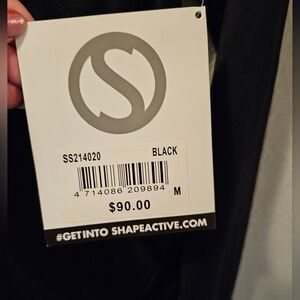 SS214020 BLACK
4 714086 209894 M
$90.00
#GETINTO SHAPEACTIVE.COM